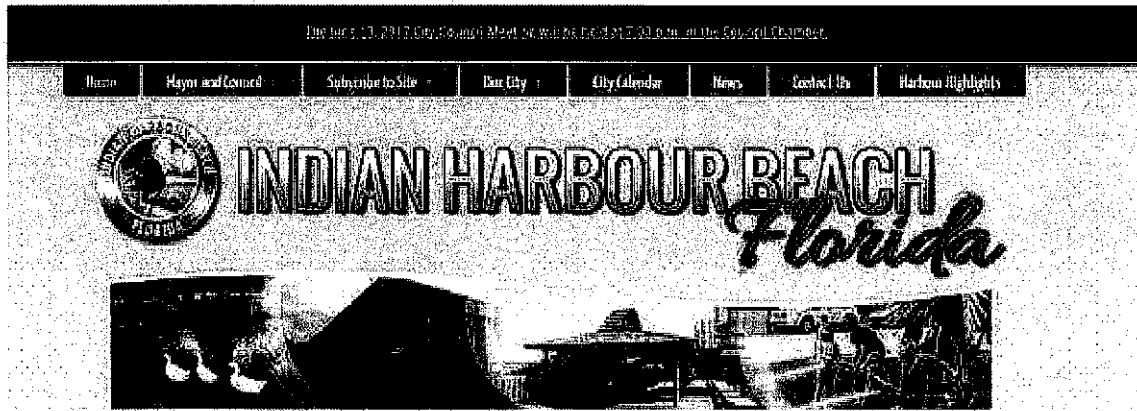 The June 13, 2017 City Council Meeting will be held at 7:00 p.m. in the Council Chamber.
Home Mayor and Council Subscribe to Site Our City City Calendar News Contact Us Harbour Highlights
INDIAN HARBOUR BEACH
Florida
FLORIDA